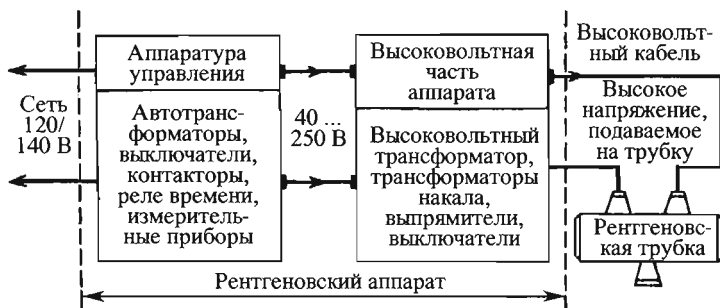 Сеть
120/
140 В
Аппаратура
управления
Автотранс-
форматоры,
выключатели,
контакторы,
реле времени,
измеритель-
ные приборы
40 ...
250 В
Высоковольтная
часть
аппарата
Высоковольтный
трансформатор,
трансформаторы
накала,
выпрямители,
выключатели
Высоковольт-
тный кабель
Высокое
напряжение,
подаваемое
на трубку
Рентгеновс-
кая трубка
Рентгеновский аппарат